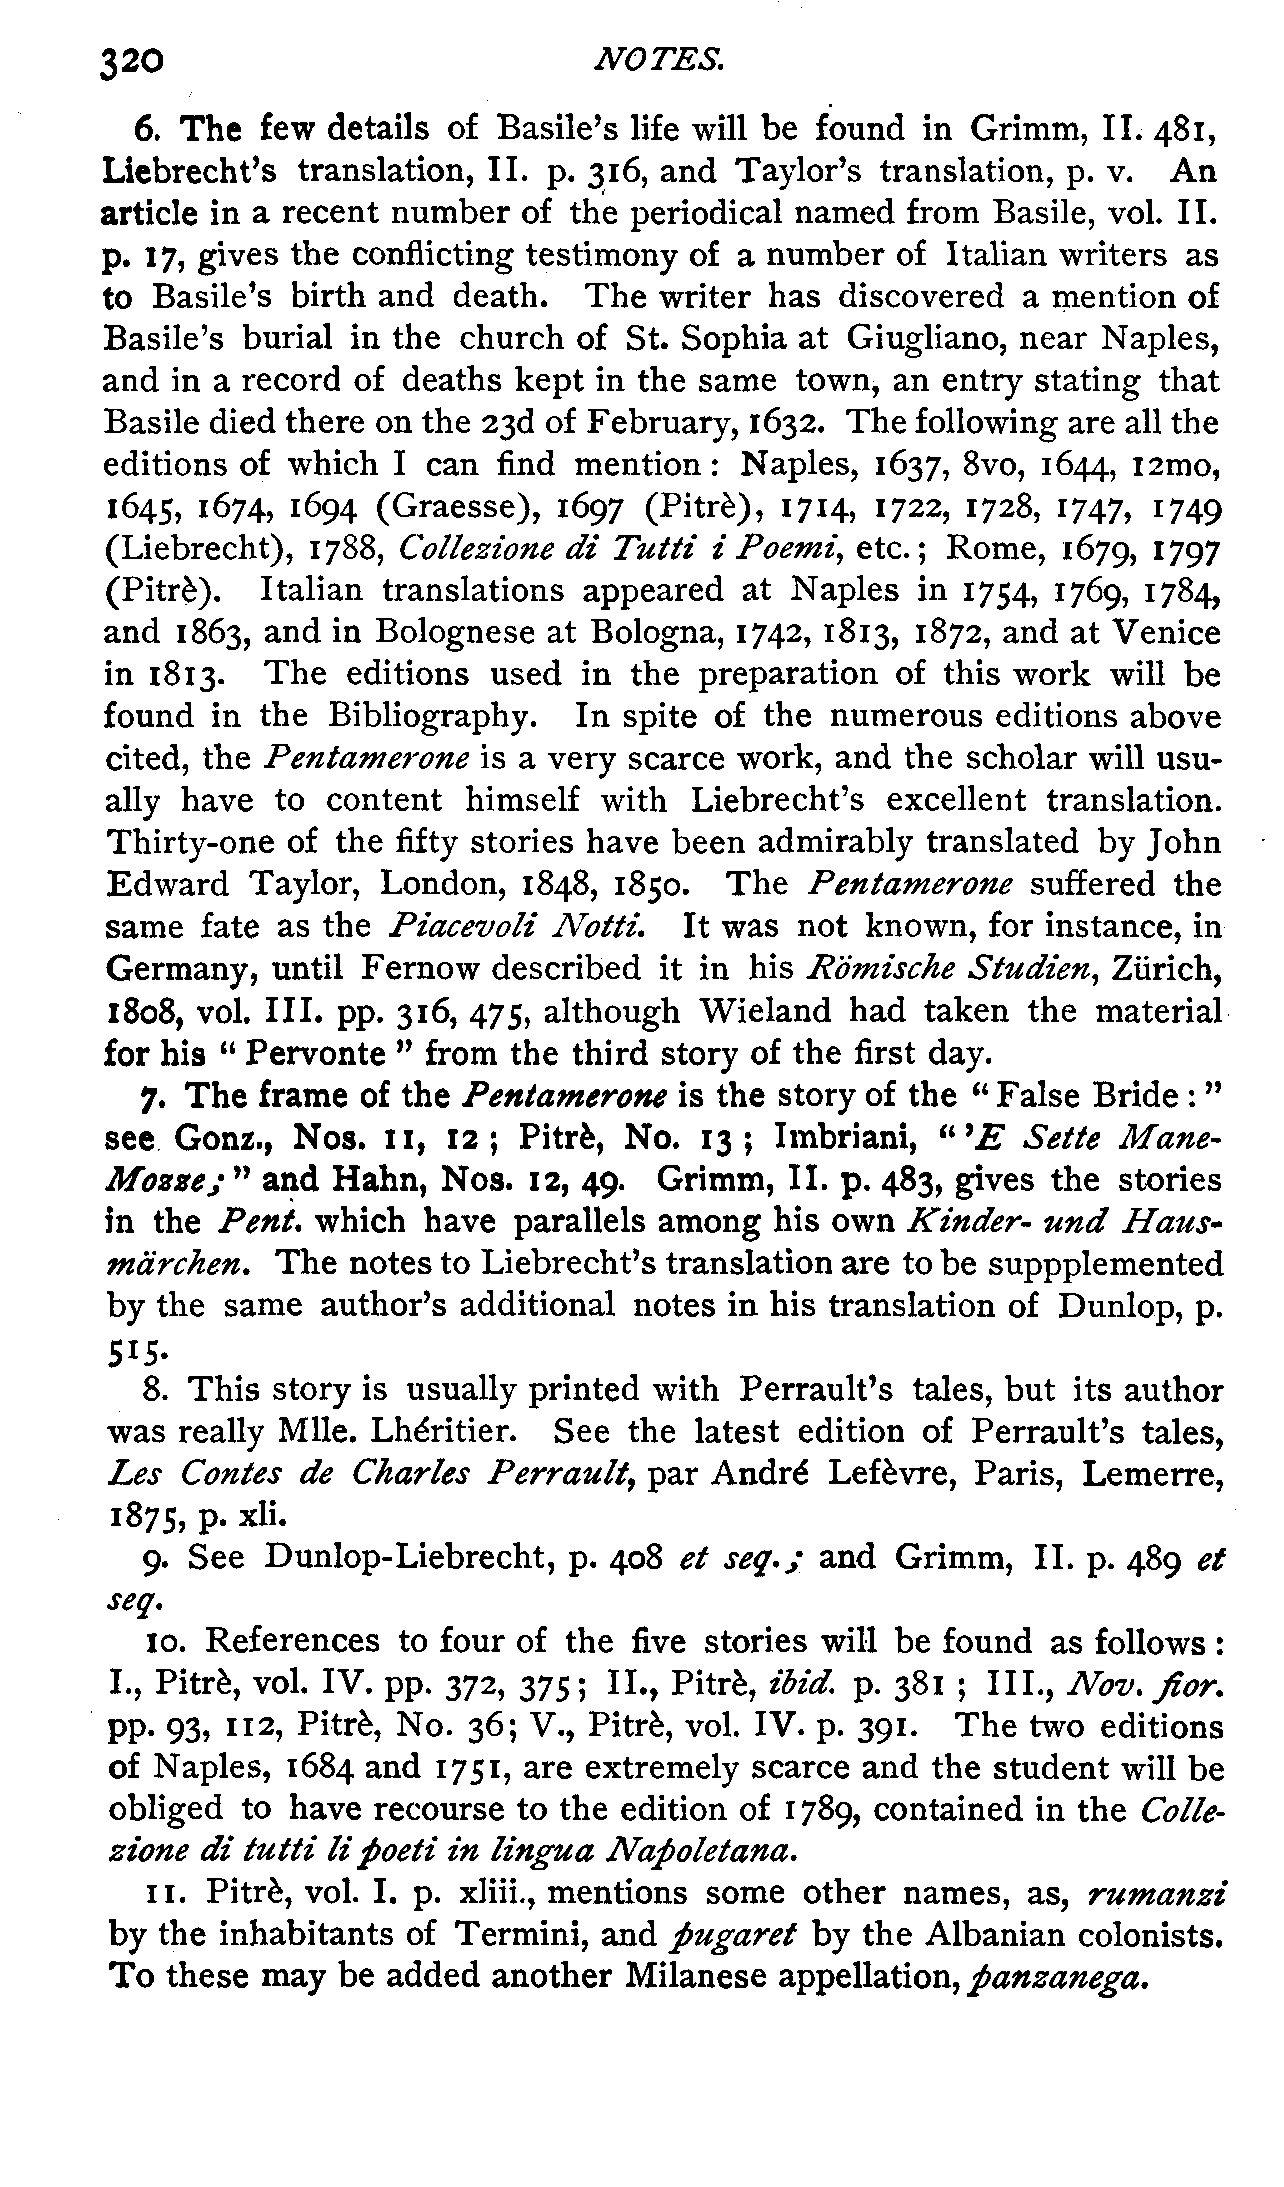 320 NOTES.
6. The few details of Basile's life will be found in Grimm, II. 481,
Liebrecht's translation, II. p. 316, and Taylor's translation, p. v. An
article in a recent number of the periodical named from Basile, vol. II.
p. 17, gives the conflicting testimony of a number of Italian writers as
to Basile's birth and death. The writer has discovered a mention of
Basile's burial in the church of St. Sophia at Giugliano, near Naples,
and in a record of deaths kept in the same town, an entry stating that
Basile died there on the 23d of February, 1632. The following are all the
editions of which I can find mention : Naples, 1637, 8vo, 1644, 12mo,
1645, 1674, 1694 (Graesse), 1697 (Pitrè), 1714, 1722, 1728, 1747, 1749
(Liebrecht), 1788, Collezione di Tutti i Poemi, etc. ; Rome, 1679, 1797
(Pitrè). Italian translations appeared at Naples in 1754, 1769, 1784,
and 1863, and in Bolognese at Bologna, 1742, 1813, 1872, and at Venice
in 1813. The editions used in the preparation of this work will be
found in the Bibliography. In spite of the numerous editions above
cited, the Pentamerone is a very scarce work, and the scholar will usu-
ally have to content himself with Liebrecht's excellent translation.
Thirty-one of the fifty stories have been admirably translated by John
Edward Taylor, London, 1848, 1850. The Pentamerone suffered the
same fate as the Piacevoli Notti. It was not known, for instance, in
Germany, until Fernow described it in his Römische Studien, Zürich,
1808, vol. III. pp. 316, 475, although Wieland had taken the material
for his " Pervonte " from the third story of the first day.
7. The frame of the Pentamerone is the story of the " False Bride : "
see Gonz., Nos. 11, 12 ; Pitrè, No. 13 ; Imbriani, " 'E Sette Mane-
Mozze; " and Hahn, Nos. 12, 49. Grimm, II. p. 483, gives the stories
in the Pent. which have parallels among his own Kinder- und Haus-
märchen. The notes to Liebrecht's translation are to be suppplemented
by the same author's additional notes in his translation of Dunlop, p.
515.
8. This story is usually printed with Perrault's tales, but its author
was really Mlle. Lhéritier. See the latest edition of Perrault's tales,
Les Contes de Charles Perrault, par André Lefèvre, Paris, Lemerre,
1875, p. xli.
9. See Dunlop-Liebrecht, p. 408 et seq.; and Grimm, II. p. 489 et
seq.
10. References to four of the five stories will be found as follows :
I., Pitrè, vol. IV. pp. 372, 375 ; II., Pitrè, ibid. p. 381 ; III., Nov. fior.
pp. 93, 112, Pitrè, No. 36; V., Pitrè, vol. IV. p. 391. The two editions
of Naples, 1684 and 1751, are extremely scarce and the student will be
obliged to have recourse to the edition of 1789, contained in the Colle-
zione di tutti li poeti in lingua Napoletana.
11. Pitrè, vol. I. p. xliii., mentions some other names, as, rumanzi
by the inhabitants of Termini, and pugaret by the Albanian colonists.
To these may be added another Milanese appellation, panzanega.